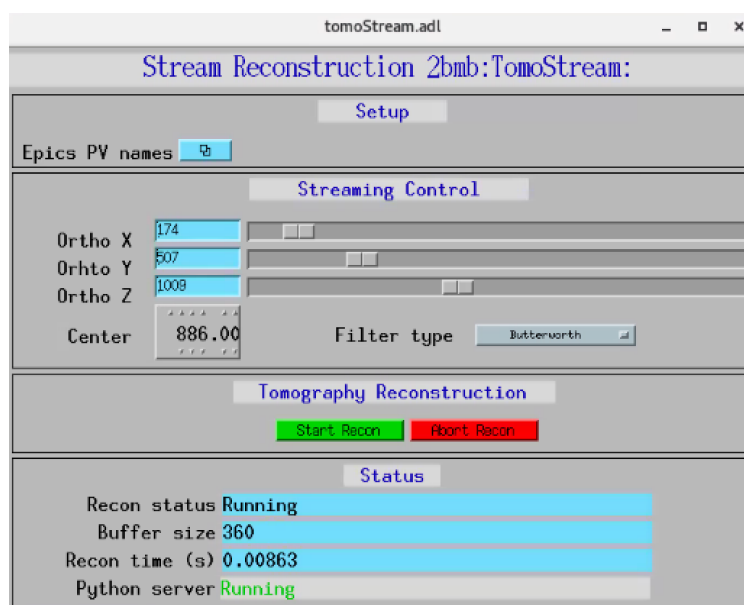 tomoStream.adl
Stream Reconstruction 2bmb:TomoStream:
Setup
Epics PV names
Streaming Control
Ortho X 174
Orhto Y 507
Ortho Z 1009
Center 886.00 Filter type Butterworth
Tomography Reconstruction
Start Recon Abort Recon
Status
Recon status Running
Buffer size 360
Recon time (s) 0.00863
Python server Running